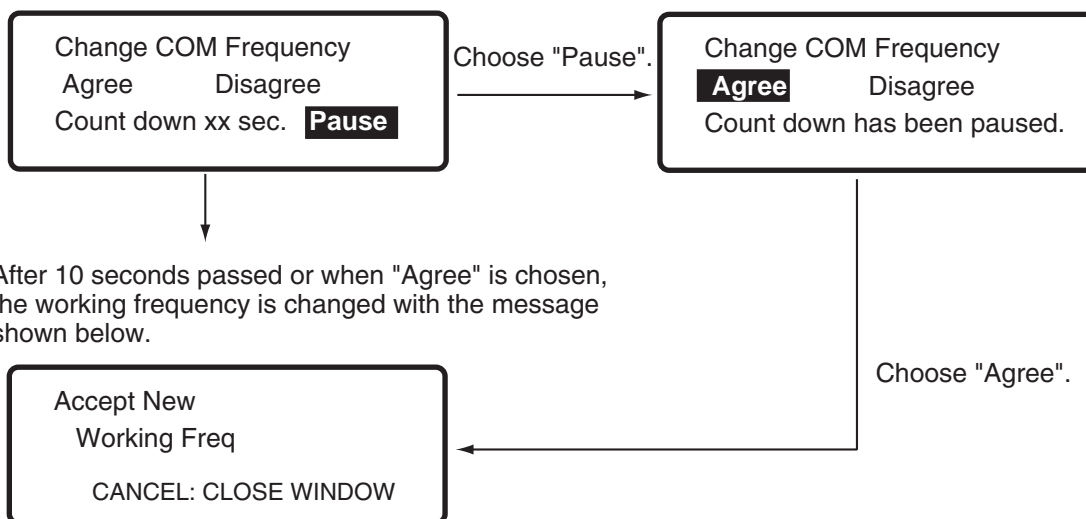 Change COM Frequency
Agree Disagree
Count down xx sec. Pause
Choose "Pause".
Change COM Frequency
Agree Disagree
Count down has been paused.
After 10 seconds passed or when "Agree" is chosen,
the working frequency is changed with the message
shown below.
Choose "Agree".
Accept New
Working Freq
CANCEL: CLOSE WINDOW